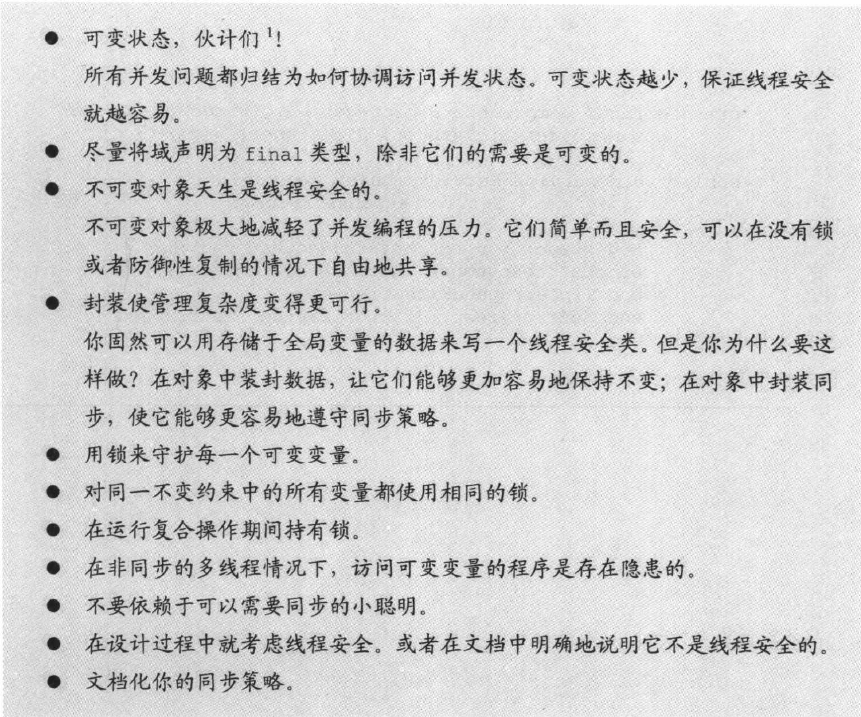 ● 可变状态，伙计们¹!
所有并发问题都归结为如何协调访问并发状态。可变状态越少，保证线程安全
就越容易。
● 尽量将域声明为 final 类型，除非它们的需要是可变的。
● 不可变对象天生是线程安全的。
不可变对象极大地减轻了并发编程的压力。它们简单而且安全，可以在没有锁
或者防御性复制的情况下自由地共享。
● 封装使管理复杂度变得更可行。
你固然可以用存储于全局变量的数据来写一个线程安全类。但是你为什么要这
样做？在对象中装封数据，让它们能够更加容易地保持不变；在对象中封装同
步，使它能够更容易地遵守同步策略。
● 用锁来守护每一个可变变量。
● 对同一不变约束中的所有变量都使用相同的锁。
● 在运行复合操作期间持有锁。
● 在非同步的多线程情况下，访问可变变量的程序是存在隐患的。
● 不要依赖于可以需要同步的小聪明。
● 在设计过程中就考虑线程安全。或者在文档中明确地说明它不是线程安全的。
● 文档化你的同步策略。